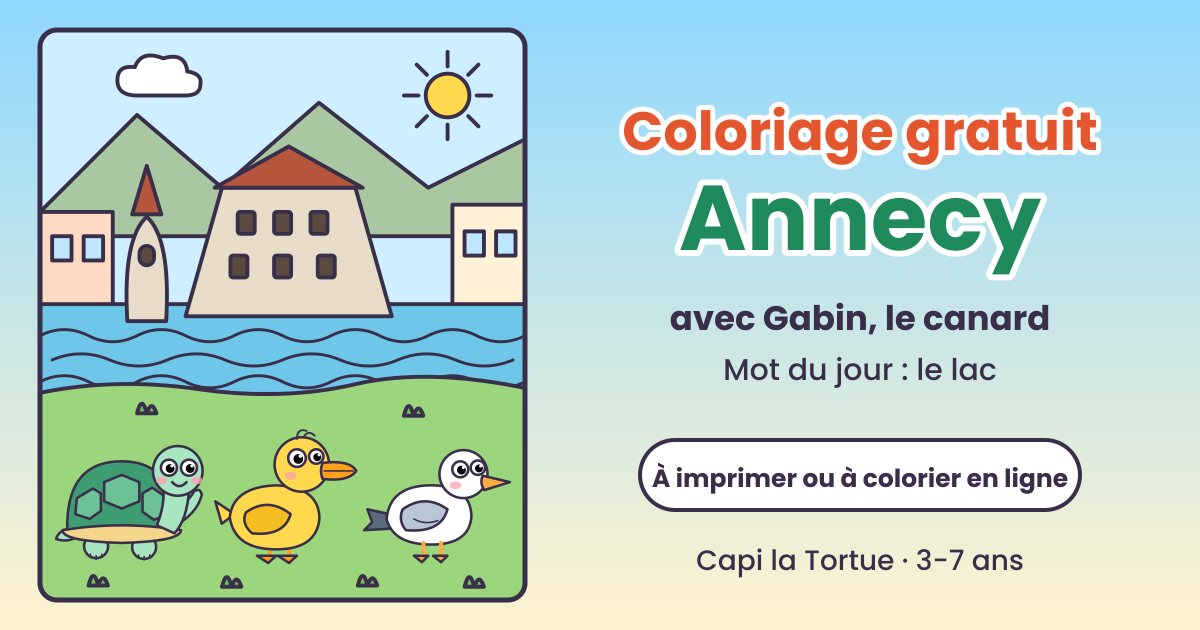 Coloriage gratuit
Annecy
avec Gabin, le canard
Mot du jour : le lac
À imprimer ou à colorier en ligne
Capi la Tortue · 3-7 ans